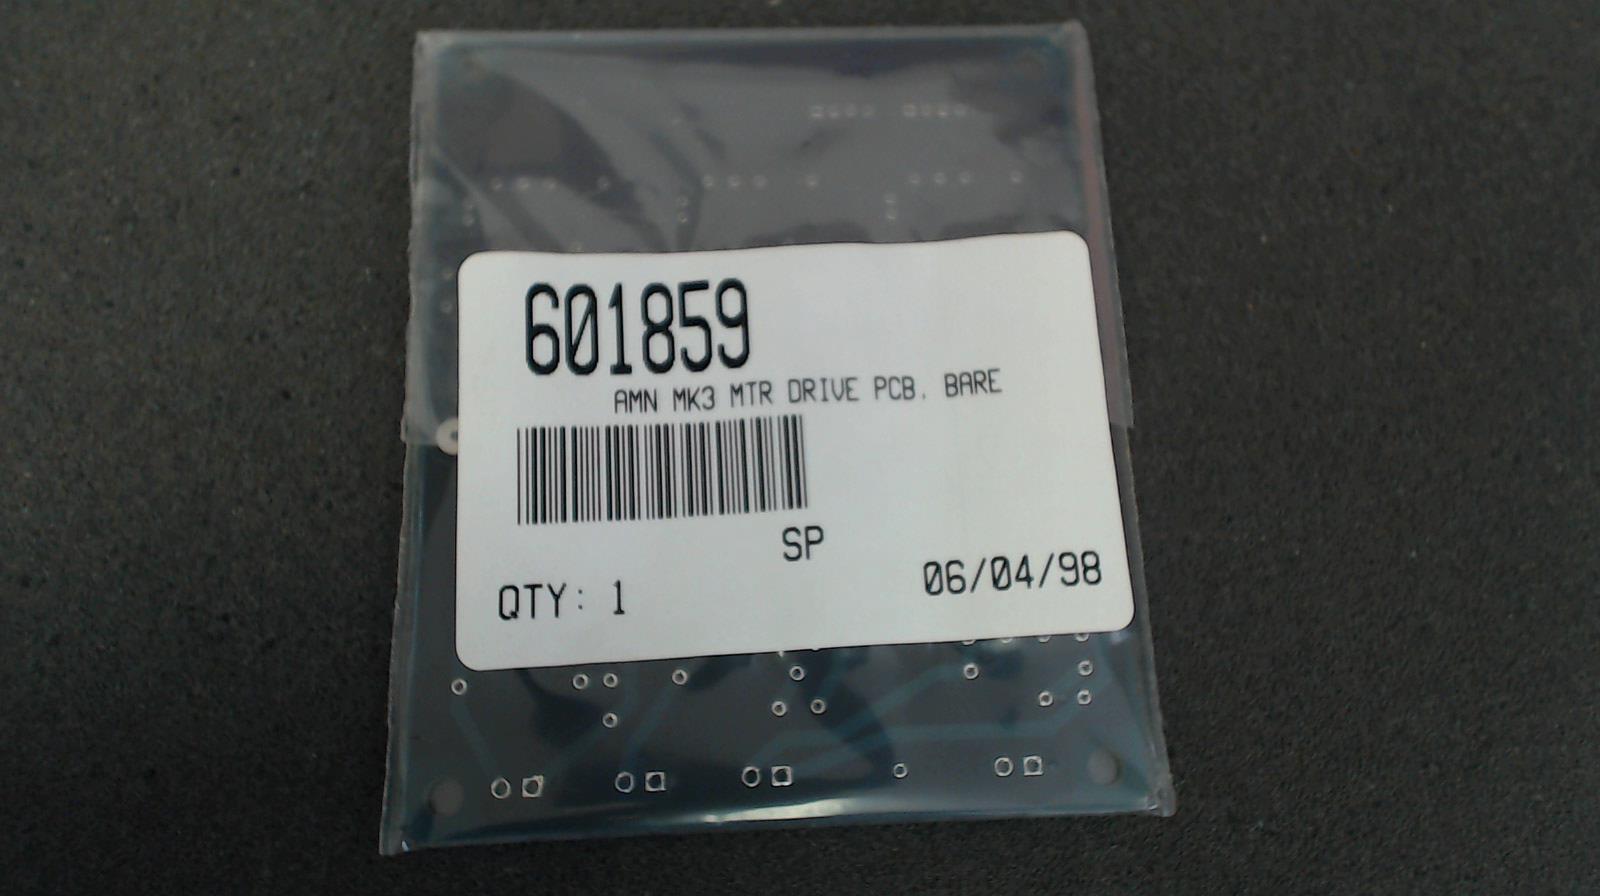 601859
AMN MK3 MTR DRIVE PCB, BARE
SP
QTY: 1
06/04/98